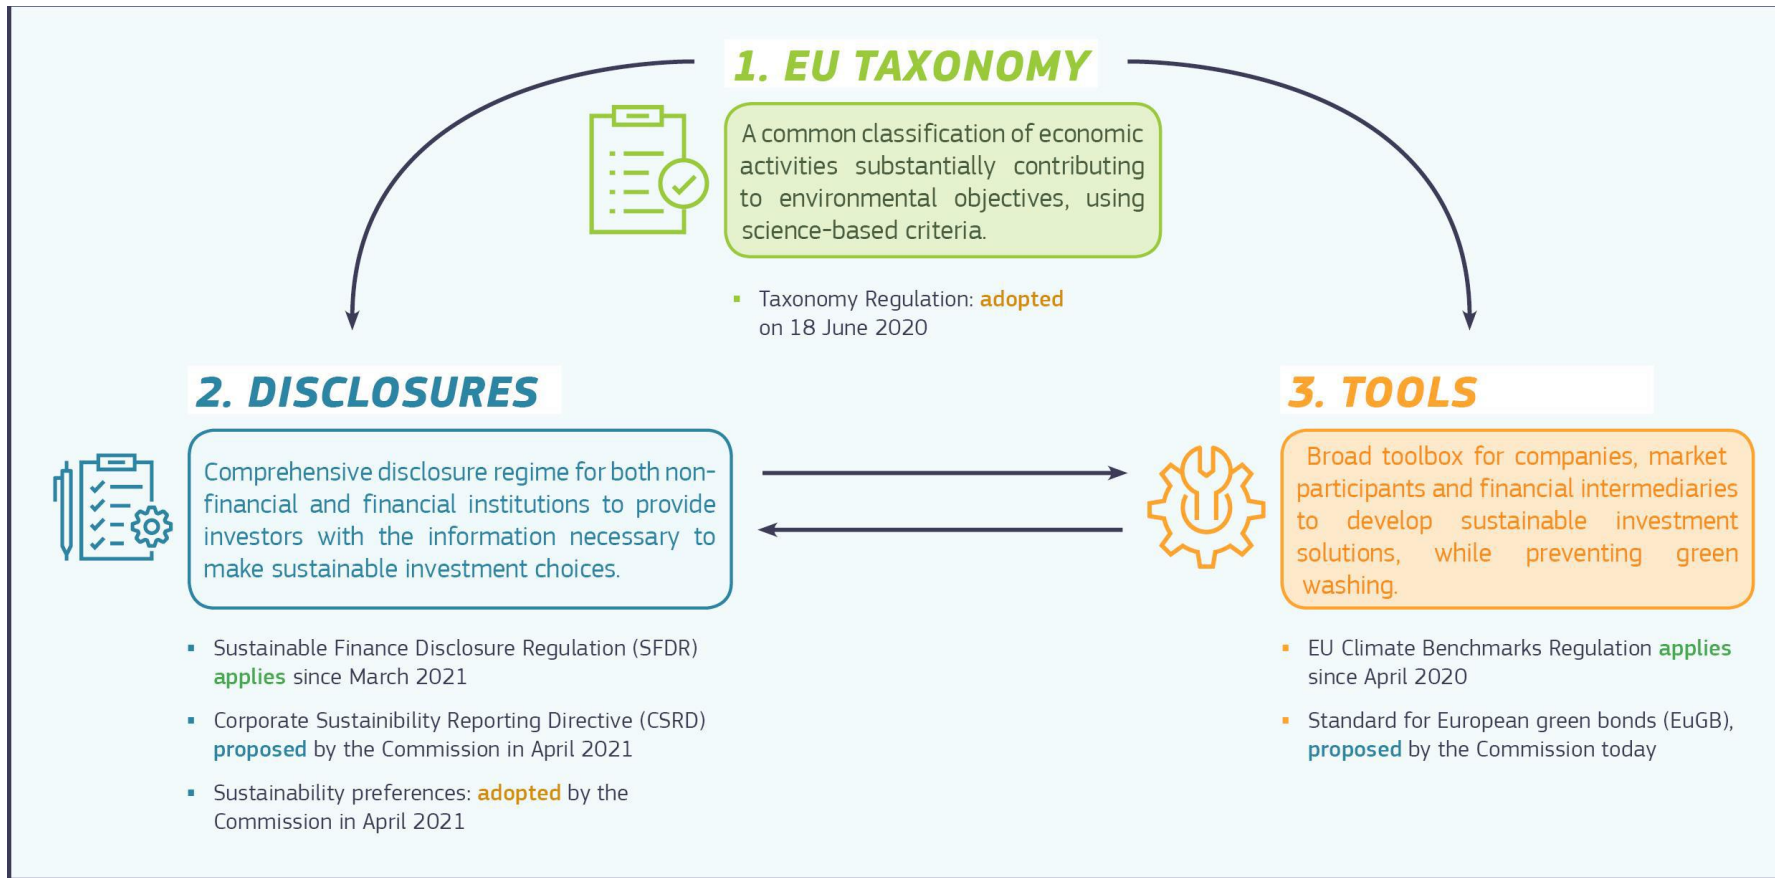 1. EU TAXONOMY
A common classification of economic
activities substantially contributing
to environmental objectives, using
science-based criteria.
▪ Taxonomy Regulation: adopted
on 18 June 2020
2. DISCLOSURES
Comprehensive disclosure regime for both non-
financial and financial institutions to provide
investors with the information necessary to
make sustainable investment choices.
▪ Sustainable Finance Disclosure Regulation (SFDR)
applies since March 2021
▪ Corporate Sustainibility Reporting Directive (CSRD)
proposed by the Commission in April 2021
▪ Sustainability preferences: adopted by the
Commission in April 2021
3. TOOLS
Broad toolbox for companies, market
participants and financial intermediaries
to develop sustainable investment
solutions, while preventing green
washing.
▪ EU Climate Benchmarks Regulation applies
since April 2020
▪ Standard for European green bonds (EuGB),
proposed by the Commission today